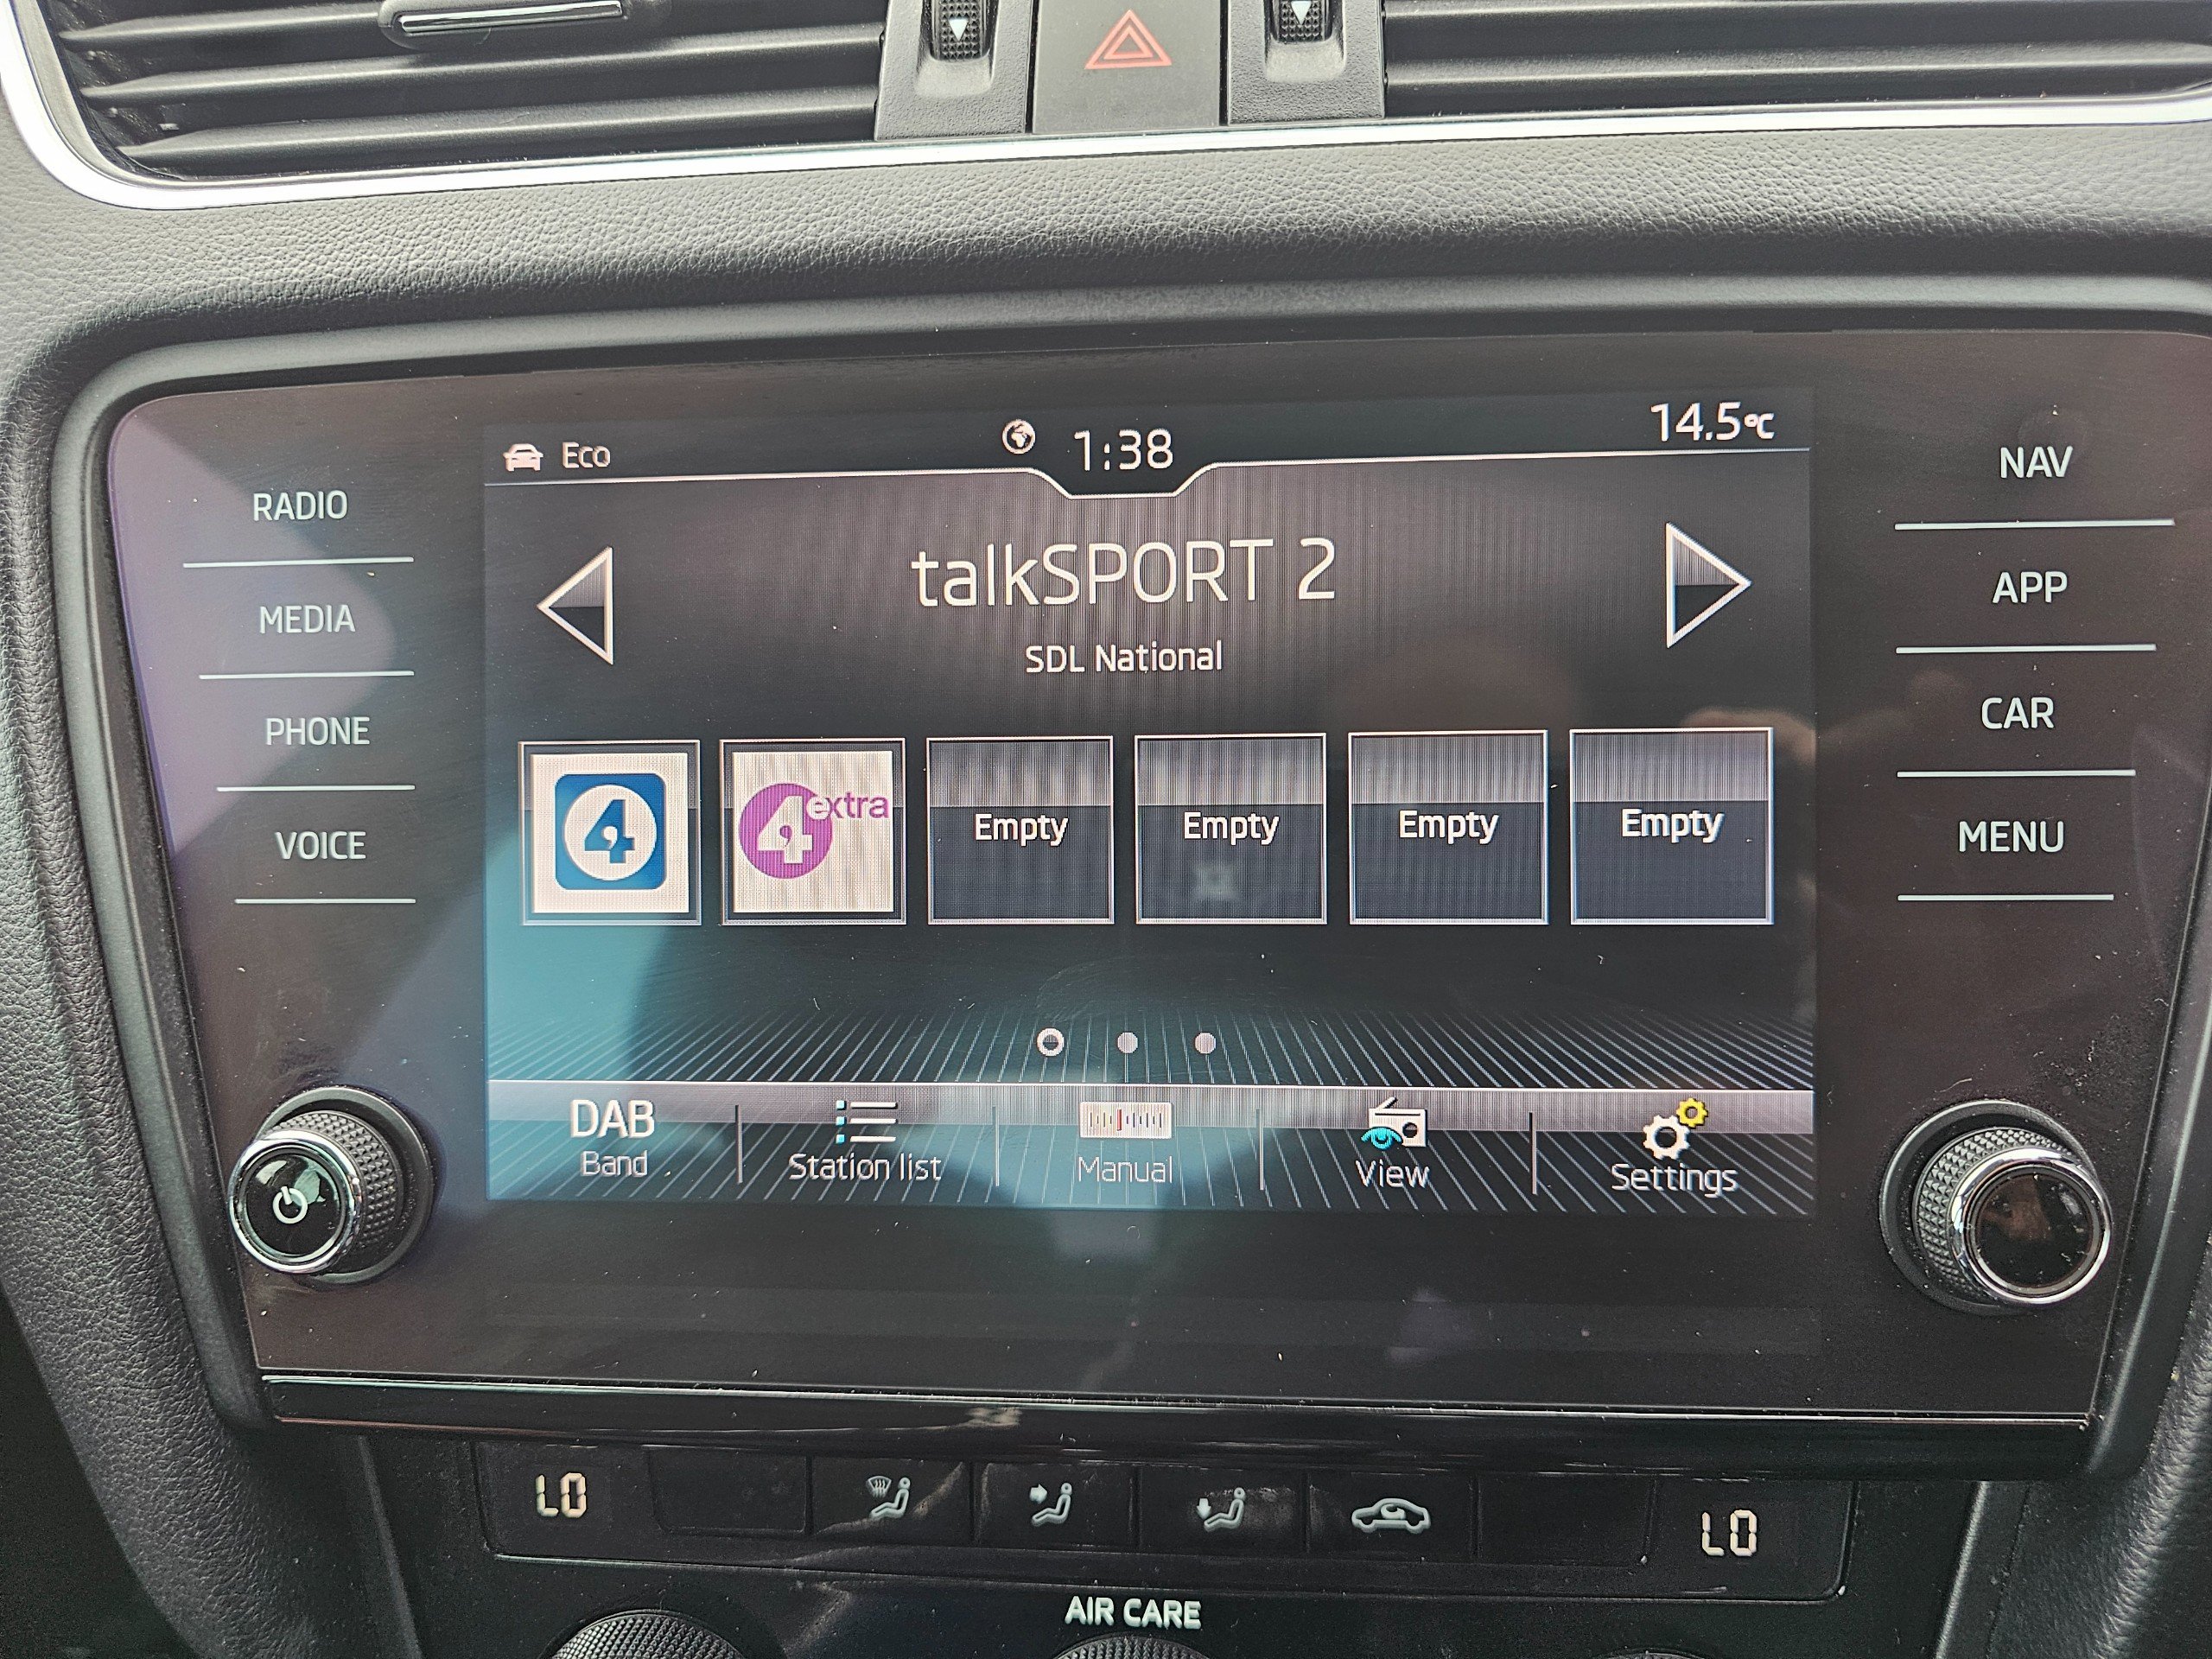 Eco
1:38
14.5°C
RADIO
MEDIA
PHONE
VOICE
NAV
APP
CAR
MENU
talkSPORT 2
SDL National
4
4 extra
Empty
Empty
Empty
Empty
DAB
Band
Station list
Manual
View
Settings
LO
LO
AIR CARE